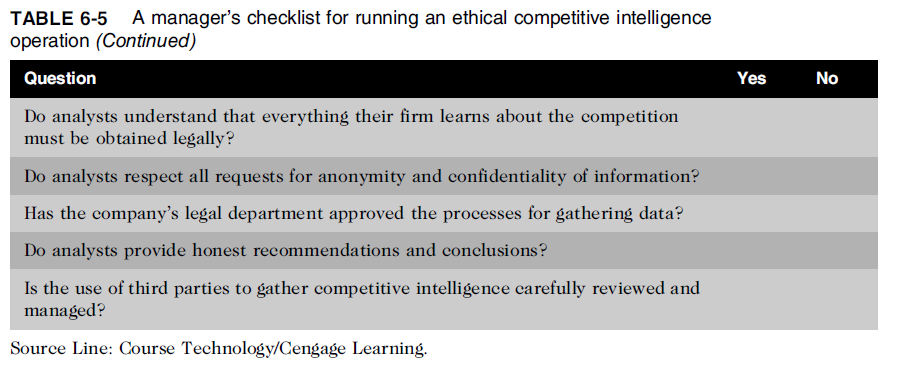 TABLE 6-5 A manager's checklist for running an ethical competitive intelligence
operation (Continued)
Question Yes No
Do analysts understand that everything their firm learns about the competition
must be obtained legally?
Do analysts respect all requests for anonymity and confidentiality of information?
Has the company's legal department approved the processes for gathering data?
Do analysts provide honest recommendations and conclusions?
Is the use of third parties to gather competitive intelligence carefully reviewed and
managed?
Source Line: Course Technology/Cengage Learning.